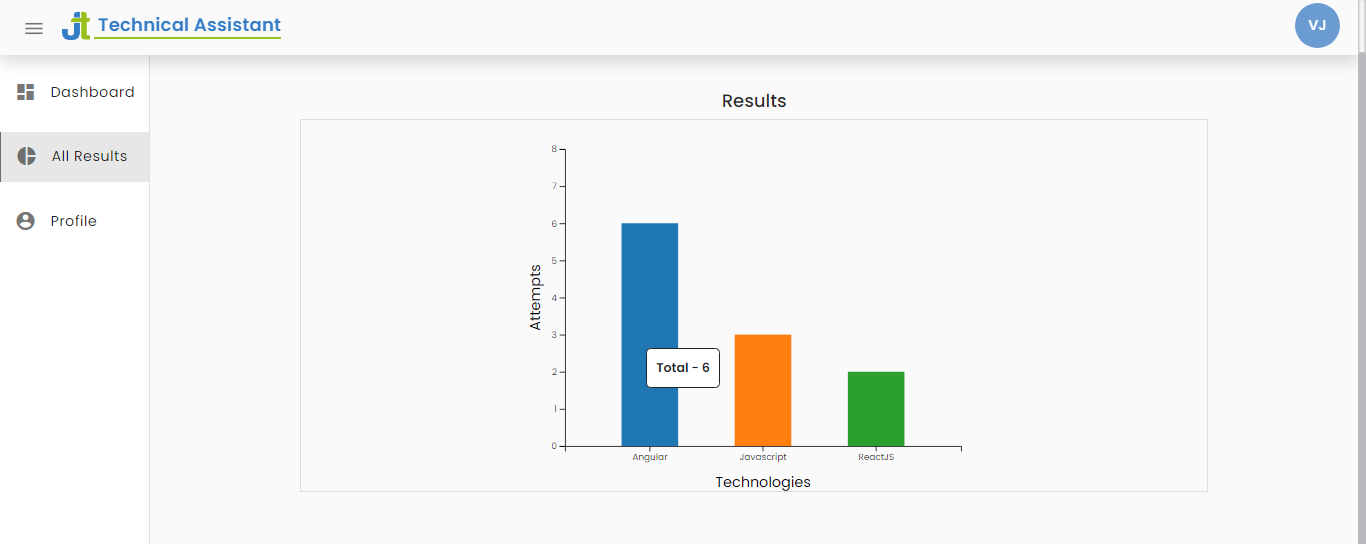 Jt Technical Assistant
VJ
Dashboard
All Results
Profile
Results
8
7
6
5
4
3
2
1
0
Attempts
Total - 6
Angular
Javascript
ReactJS
Technologies